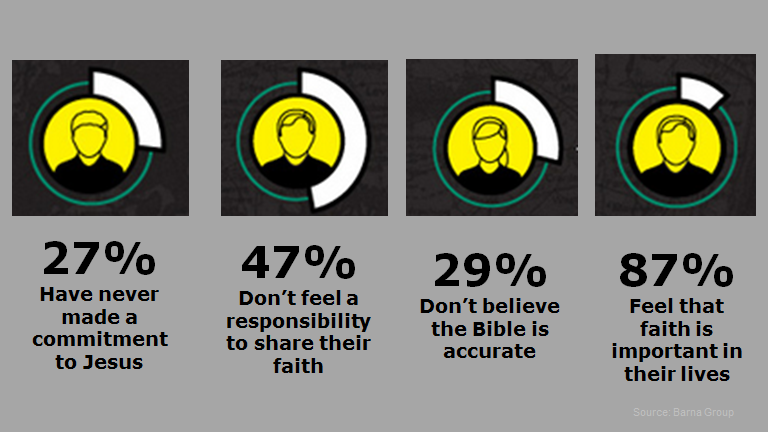 27%
Have never
made a
commitment
to Jesus
47%
Don’t feel a
responsibility
to share their
faith
29%
Don’t believe
the Bible is
accurate
87%
Feel that
faith is
important in
their lives
Source: Barna Group